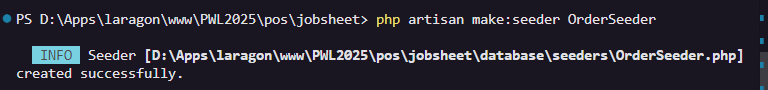 PS D:\Apps\laragon\www\PWL2025\pos\jobsheet> php artisan make:seeder OrderSeeder
INFO Seeder [D:\Apps\laragon\www\PWL2025\pos\jobsheet\database\seeders\OrderSeeder.php]
created successfully.